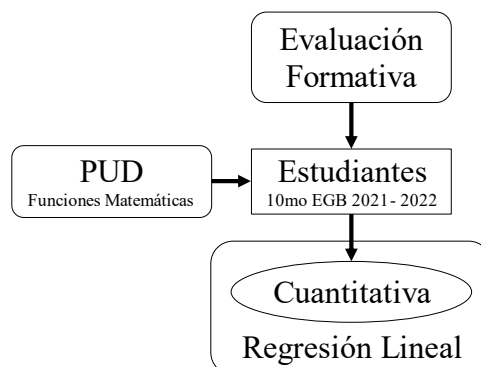 Evaluación
Formativa
PUD
Funciones Matemáticas
Estudiantes
10mo EGB 2021- 2022
Cuantitativa
Regresión Lineal